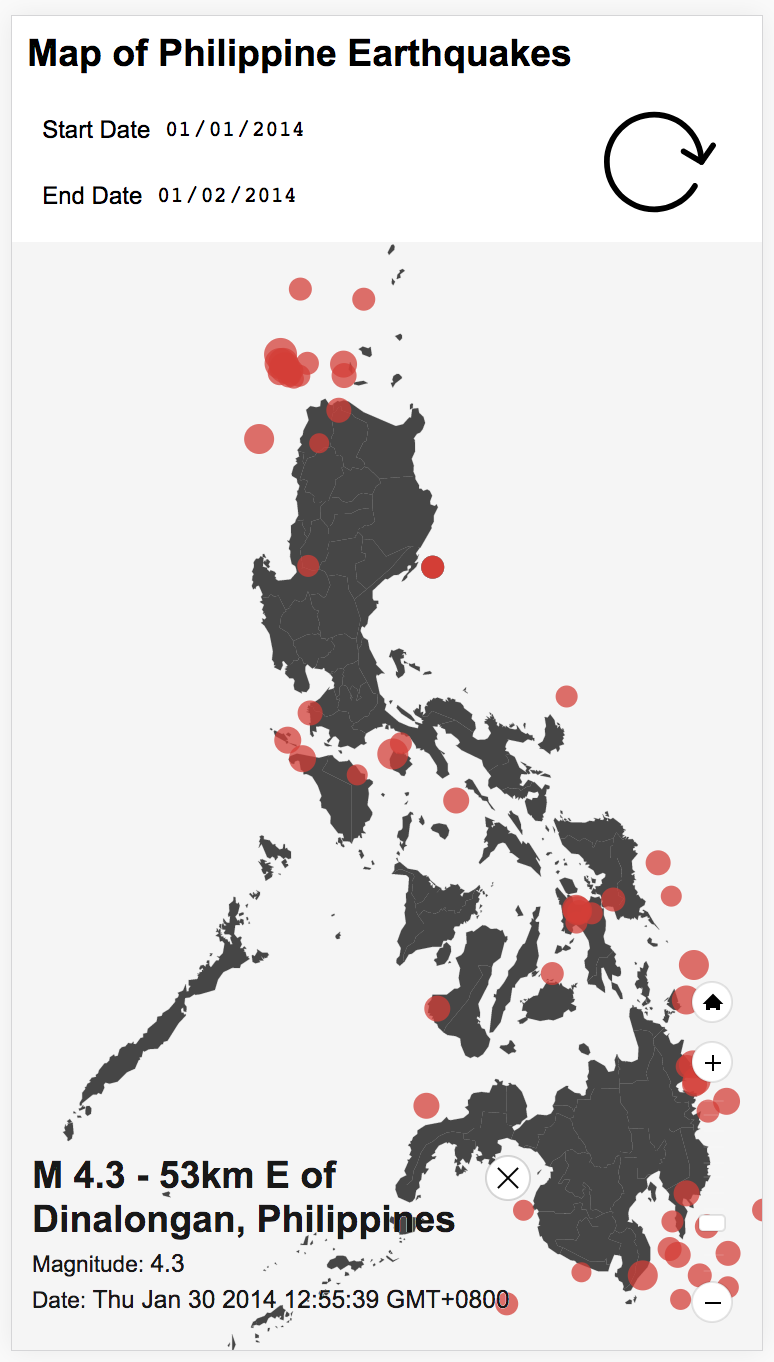 Map of Philippine Earthquakes
Start Date 01/01/2014
End Date 01/02/2014
M 4.3 - 53km E of
Dinalongan, Philippines
Magnitude: 4.3
Date: Thu Jan 30 2014 12:55:39 GMT+0800